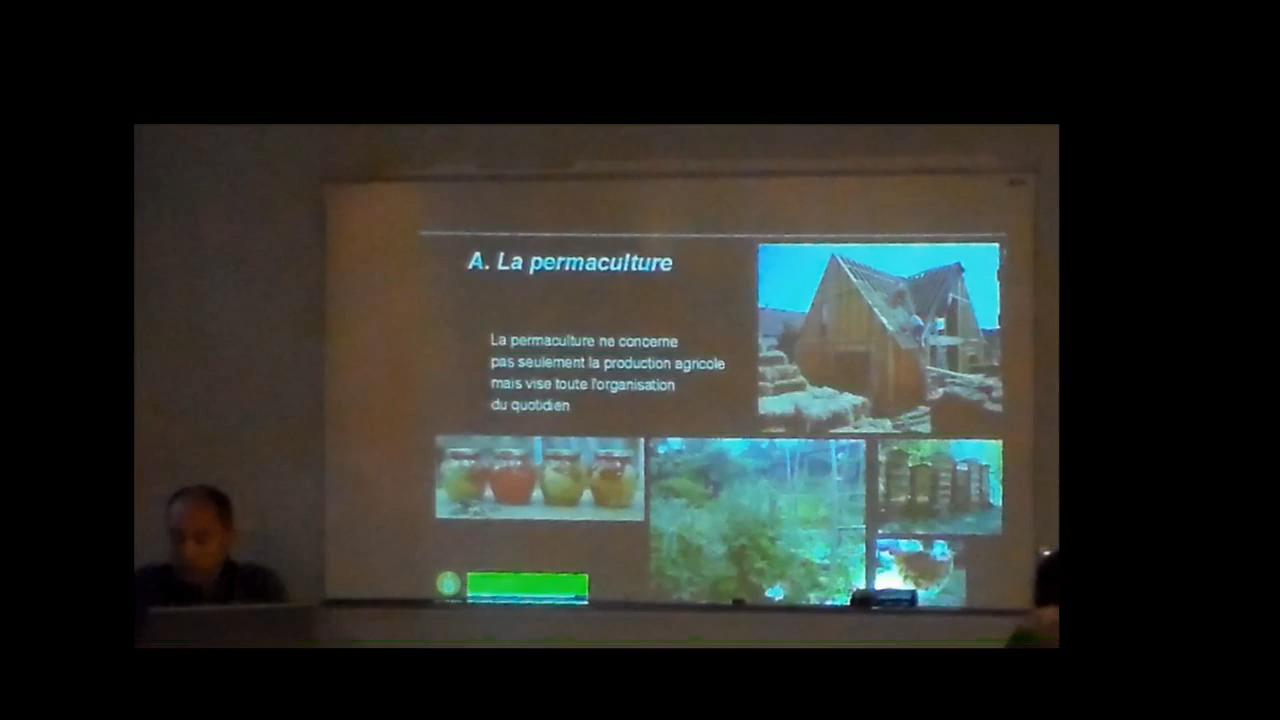 A. La permaculture
La permaculture ne concerne
pas seulement la production agricole
mais vise toute l'organisation
du quotidien